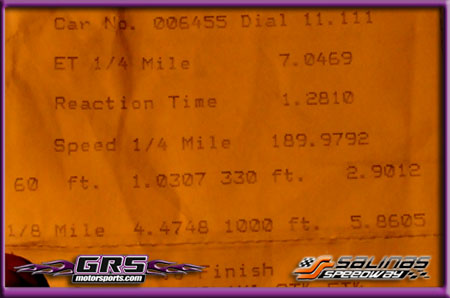 Car No. 006455 Dial 11.111
ET 1/4 Mile 7.0469
Reaction Time 1.2810
Speed 1/4 Mile 189.9792
60 ft. 1.0307 330 ft. 2.9012
1/8 Mile 4.4748 1000 ft. 5.8605
inish
GRS
motorsports.com
SALINAS
SPEEDWAY